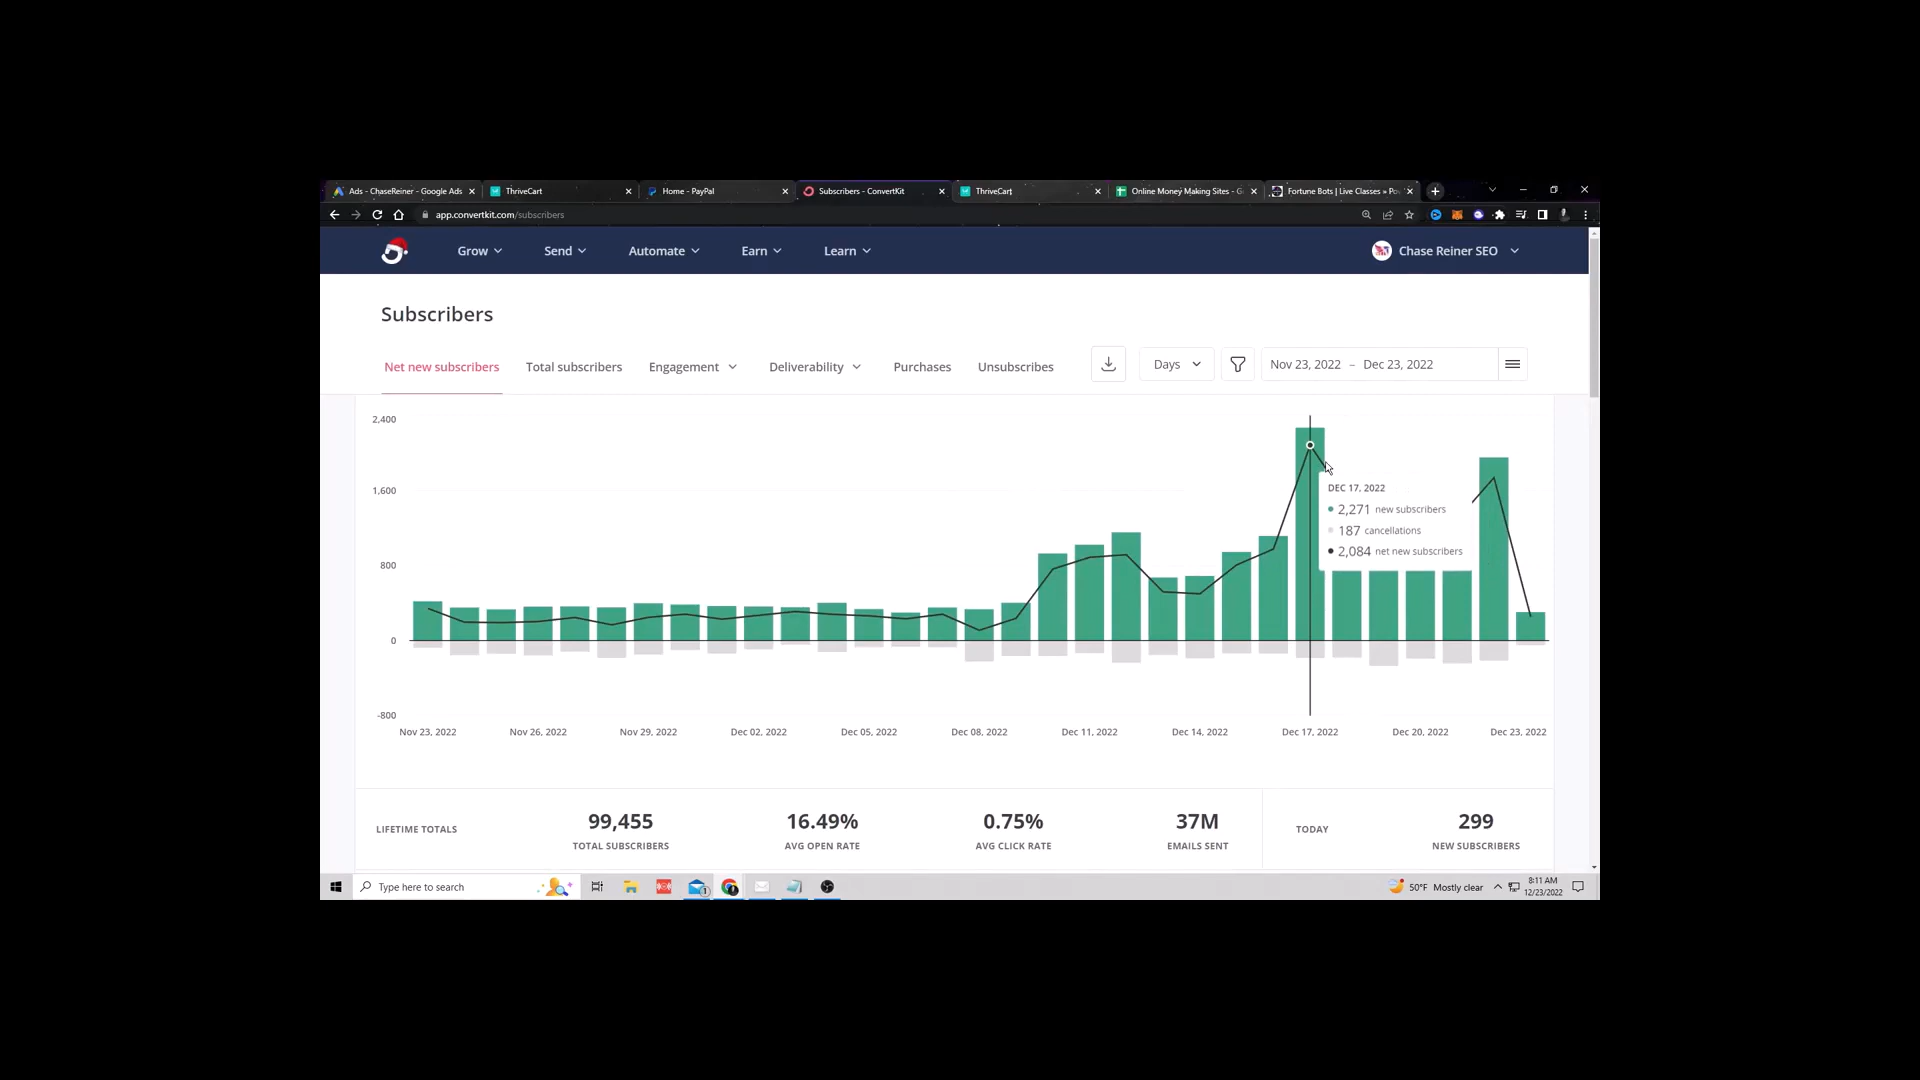 Ads - ChaseReiner - Google Ads
ThriveCart
Home - PayPal
Subscribers - ConvertKit
ThriveCart
Online Money Making Sites - G
Fortune Bots | Live Classes » Po
app.convertkit.com/subscribers
Grow
Send
Automate
Earn
Learn
Chase Reiner SEO
Subscribers
Net new subscribers
Total subscribers
Engagement
Deliverability
Purchases
Unsubscribes
Days
Nov 23, 2022 – Dec 23, 2022
2,400
1,600
800
0
-800
DEC 17, 2022
2,271 new subscribers
187 cancellations
2,084 net new subscribers
Nov 23, 2022
Nov 26, 2022
Nov 29, 2022
Dec 02, 2022
Dec 05, 2022
Dec 08, 2022
Dec 11, 2022
Dec 14, 2022
Dec 17, 2022
Dec 20, 2022
Dec 23, 2022
LIFETIME TOTALS
99,455
TOTAL SUBSCRIBERS
16.49%
AVG OPEN RATE
0.75%
AVG CLICK RATE
37M
EMAILS SENT
TODAY
299
NEW SUBSCRIBERS
Type here to search
1
50°F Mostly clear
8:11 AM
12/23/2022